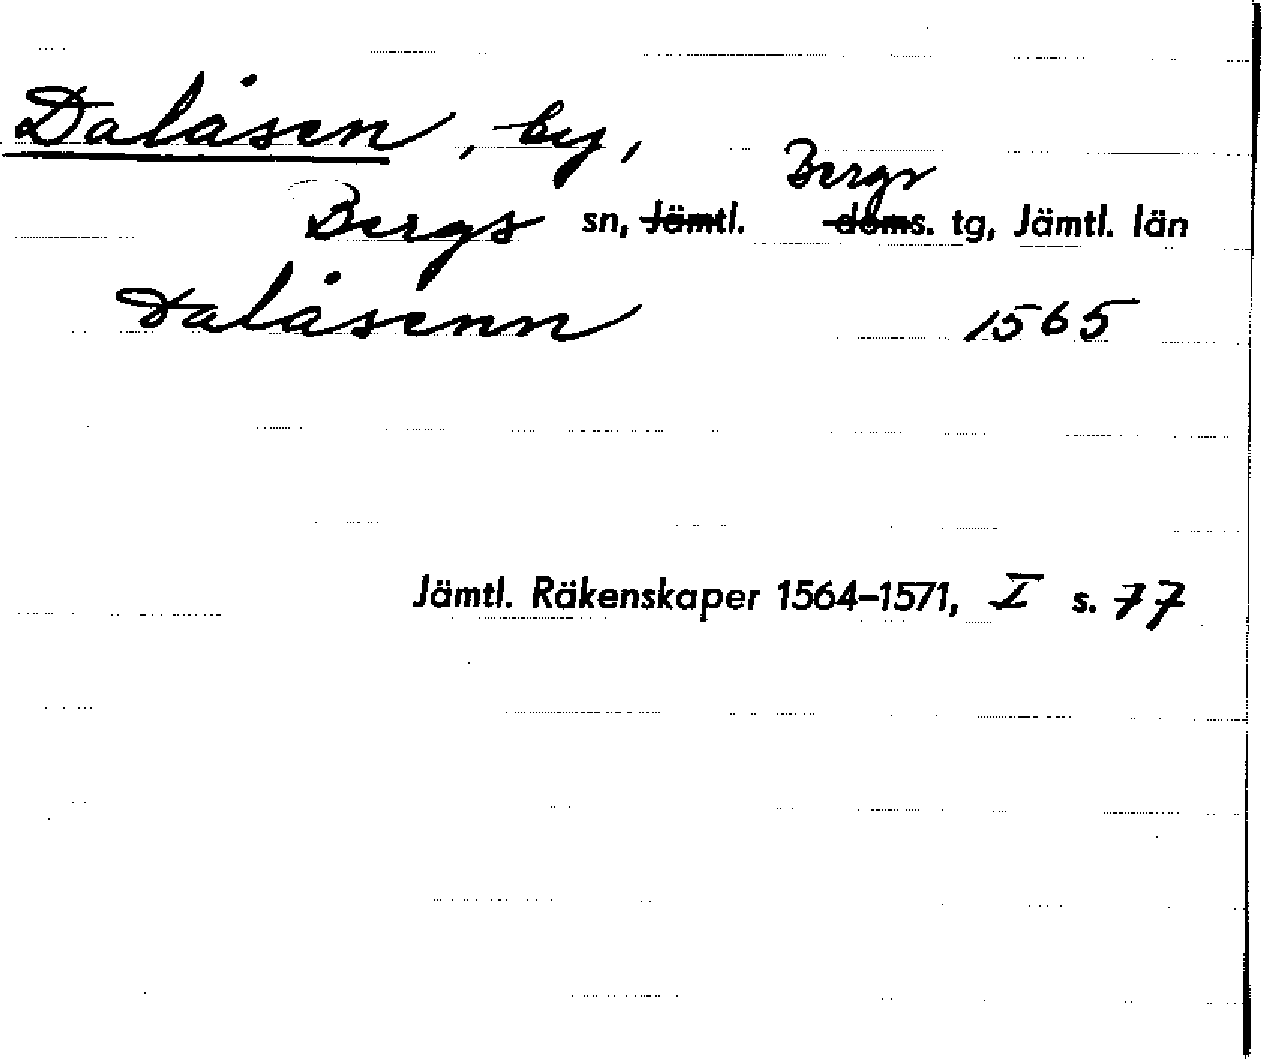 Dalåsen, by,
Bergs
Bergs sn, Jämtl. doms. tg, Jämtl. län
Dalåsenn 1565
Jämtl. Räkenskaper 1564–1571, I s. 77